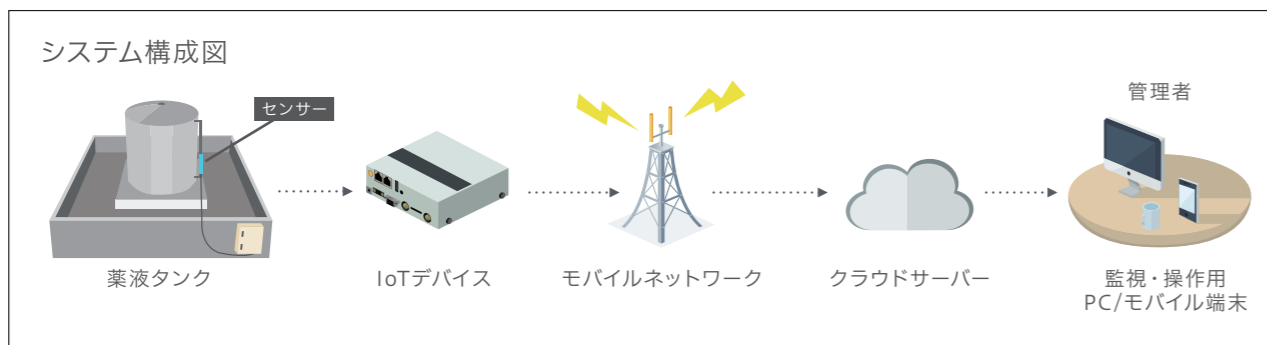 システム構成図
センサー
管理者
薬液タンク
IoTデバイス
モバイルネットワーク
クラウドサーバー
監視・操作用
PC/モバイル端末